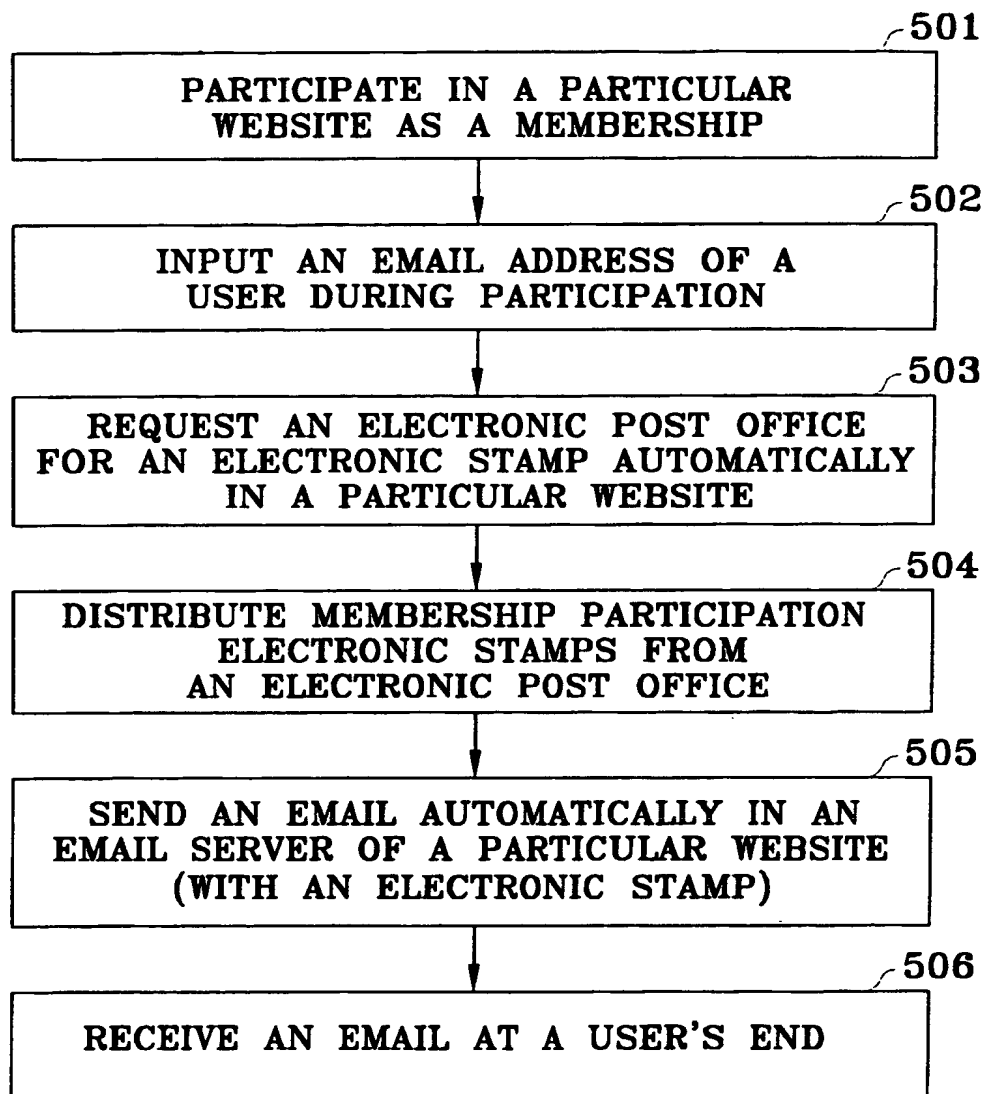 501
PARTICIPATE IN A PARTICULAR
WEBSITE AS A MEMBERSHIP
502
INPUT AN EMAIL ADDRESS OF A
USER DURING PARTICIPATION
503
REQUEST AN ELECTRONIC POST OFFICE
FOR AN ELECTRONIC STAMP AUTOMATICALLY
IN A PARTICULAR WEBSITE
504
DISTRIBUTE MEMBERSHIP PARTICIPATION
ELECTRONIC STAMPS FROM
AN ELECTRONIC POST OFFICE
505
SEND AN EMAIL AUTOMATICALLY IN AN
EMAIL SERVER OF A PARTICULAR WEBSITE
(WITH AN ELECTRONIC STAMP)
506
RECEIVE AN EMAIL AT A USER'S END